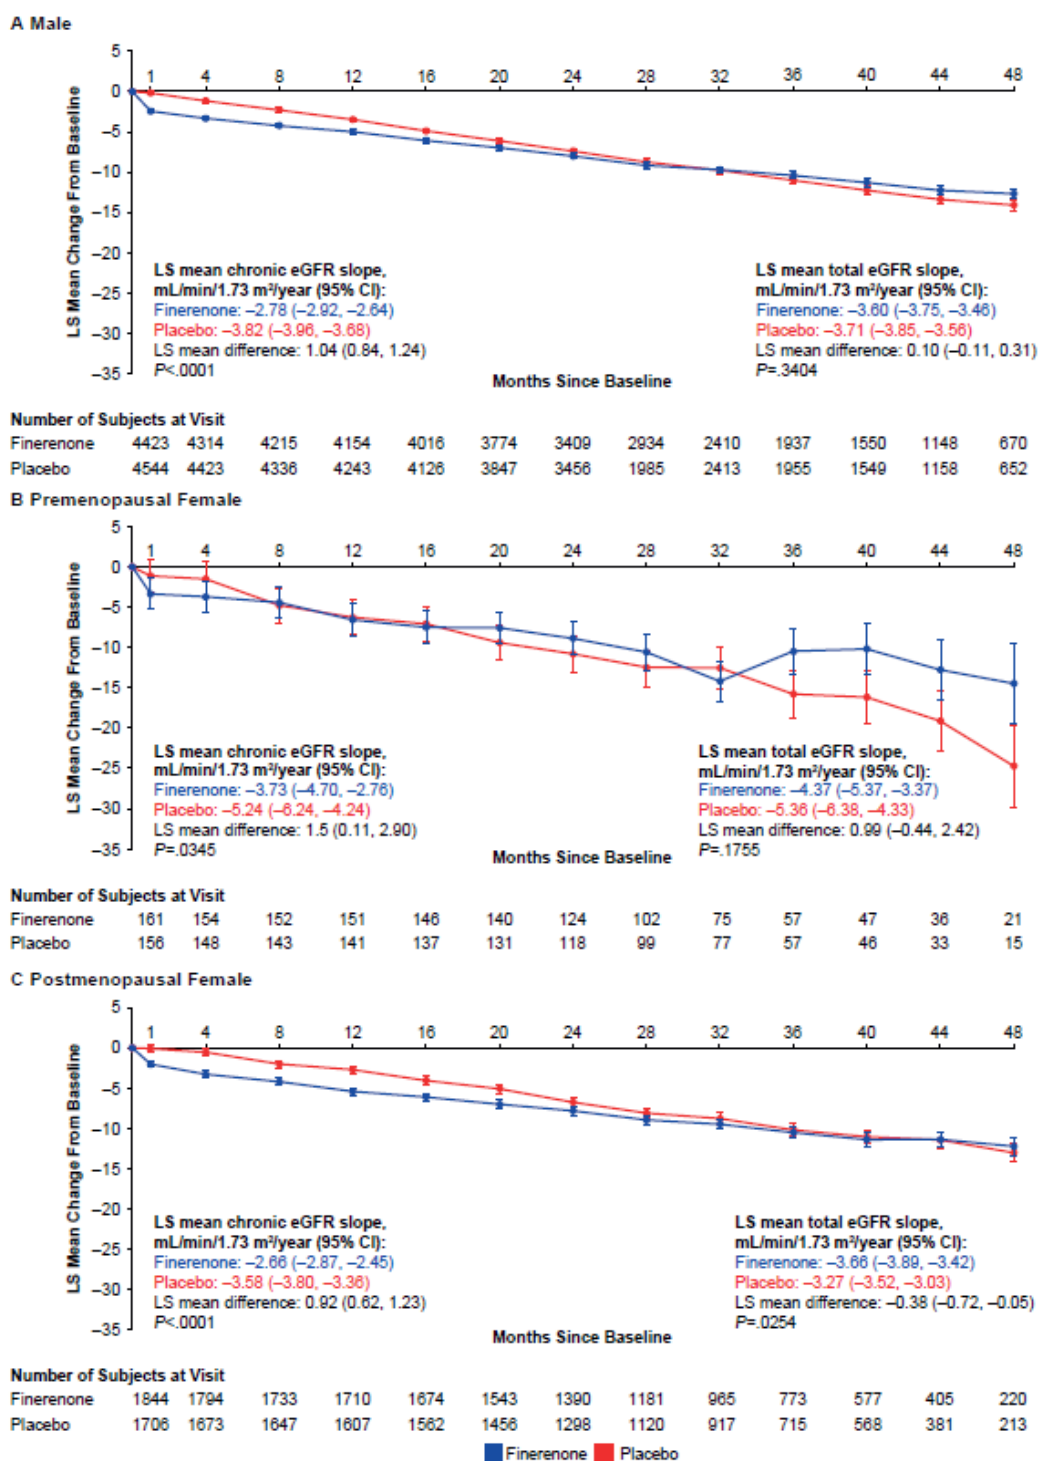 A Male
LS Mean Change From Baseline
5
0
–5
–10
–15
–20
–25
–30
–35
1 4 8 12 16 20 24 28 32 36 40 44 48
LS mean chronic eGFR slope,
mL/min/1.73 m²/year (95% CI):
Finerenone: –2.78 (–2.92, –2.64)
Placebo: –3.82 (–3.96, –3.68)
LS mean difference: 1.04 (0.84, 1.24)
P<.0001
LS mean total eGFR slope,
mL/min/1.73 m²/year (95% CI):
Finerenone: –3.60 (–3.75, –3.46)
Placebo: –3.71 (–3.85, –3.56)
LS mean difference: 0.10 (–0.11, 0.31)
P=.3404
Months Since Baseline
Number of Subjects at Visit
Finerenone 4423 4314 4215 4154 4016 3774 3409 2934 2410 1937 1550 1148 670
Placebo 4544 4423 4336 4243 4126 3847 3456 1985 2413 1955 1549 1158 652
B Premenopausal Female
LS Mean Change From Baseline
5
0
–5
–10
–15
–20
–25
–30
–35
1 4 8 12 16 20 24 28 32 36 40 44 48
LS mean chronic eGFR slope,
mL/min/1.73 m²/year (95% CI):
Finerenone: –3.73 (–4.70, –2.76)
Placebo: –5.24 (–6.24, –4.24)
LS mean difference: 1.5 (0.11, 2.90)
P=.0345
LS mean total eGFR slope,
mL/min/1.73 m²/year (95% CI):
Finerenone: –4.37 (–5.37, –3.37)
Placebo: –5.36 (–6.38, –4.33)
LS mean difference: 0.99 (–0.44, 2.42)
P=.1755
Months Since Baseline
Number of Subjects at Visit
Finerenone 161 154 152 151 146 140 124 102 75 57 47 36 21
Placebo 156 148 143 141 137 131 118 99 77 57 46 33 15
C Postmenopausal Female
LS Mean Change From Baseline
5
0
–5
–10
–15
–20
–25
–30
–35
1 4 8 12 16 20 24 28 32 36 40 44 48
LS mean chronic eGFR slope,
mL/min/1.73 m²/year (95% CI):
Finerenone: –2.66 (–2.87, –2.45)
Placebo: –3.58 (–3.80, –3.36)
LS mean difference: 0.92 (0.62, 1.23)
P<.0001
LS mean total eGFR slope,
mL/min/1.73 m²/year (95% CI):
Finerenone: –3.66 (–3.89, –3.42)
Placebo: –3.27 (–3.52, –3.03)
LS mean difference: –0.38 (–0.72, –0.05)
P=.0254
Months Since Baseline
Number of Subjects at Visit
Finerenone 1844 1794 1733 1710 1674 1543 1390 1181 965 773 577 405 220
Placebo 1706 1673 1647 1607 1562 1456 1298 1120 917 715 568 381 213
Finerenone Placebo